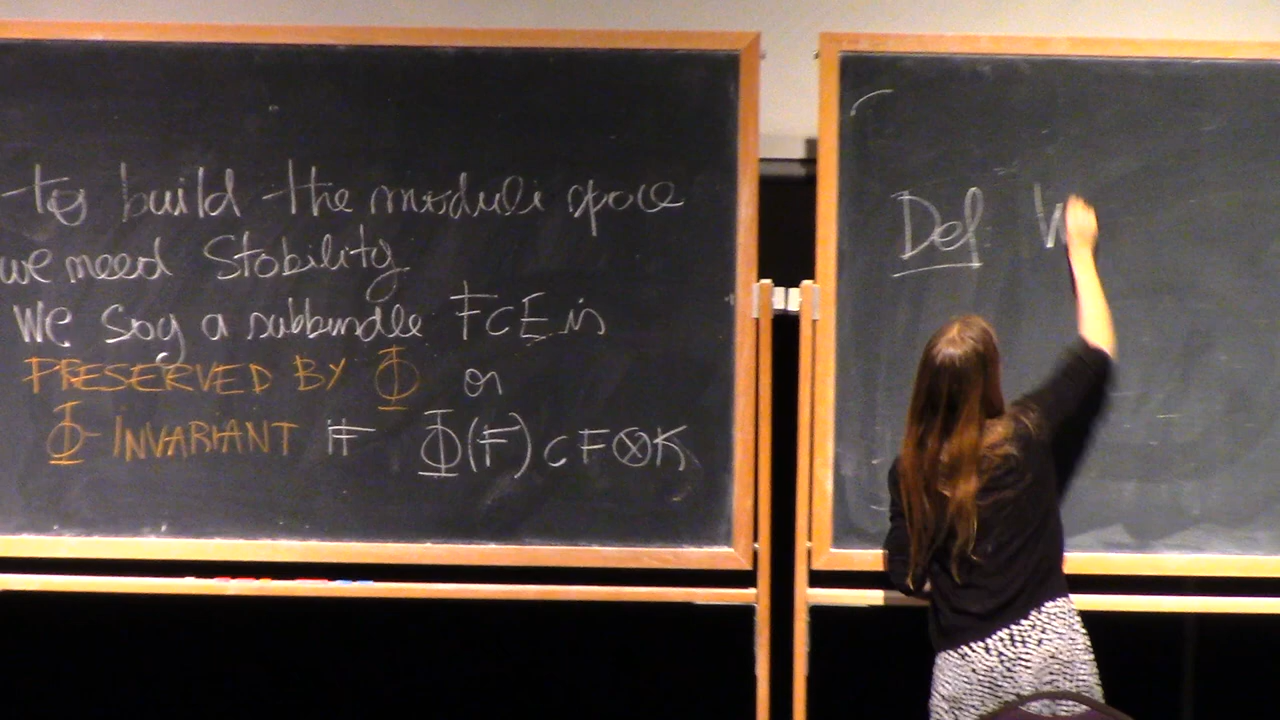 to build the moduli space
we need Stability
We Say a subbundle F⊂E is
PRESERVED BY Φ or
Φ-INVARIANT IF Φ(F)⊂F⊗K
Def W